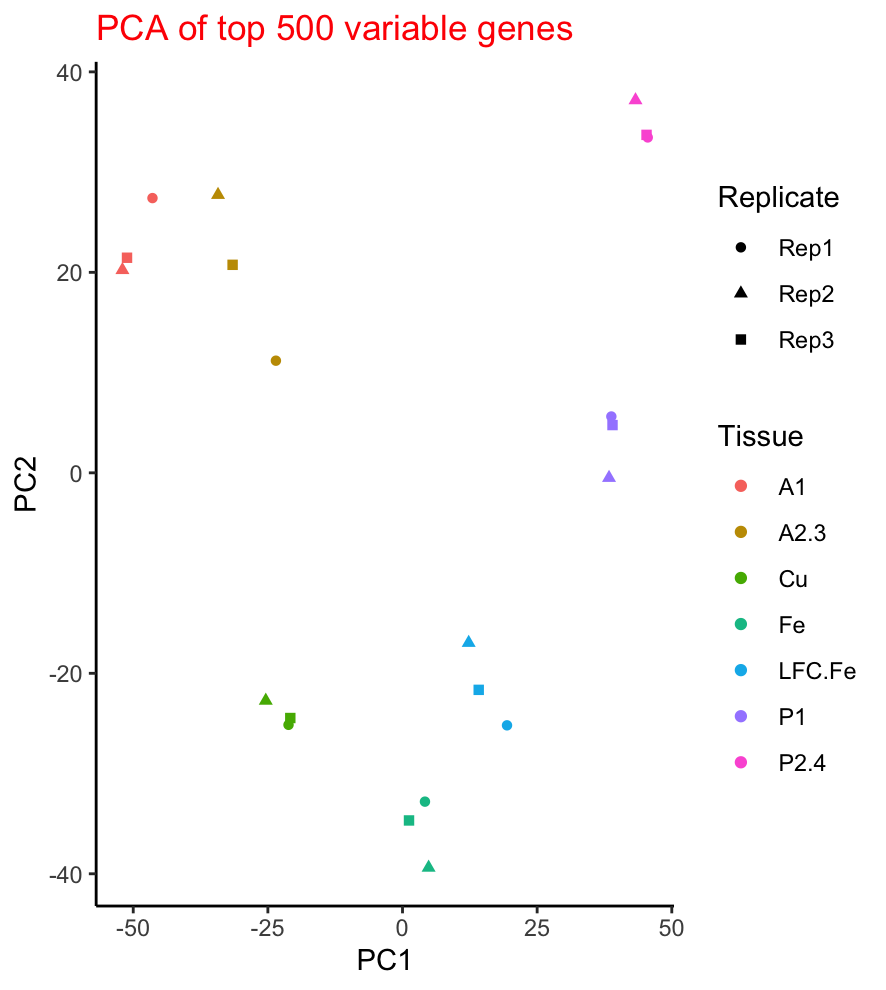 PCA of top 500 variable genes
40
20
0
-20
-40
PC2
-50
-25
0
25
50
PC1
Replicate
Rep1
Rep2
Rep3
Tissue
A1
A2.3
Cu
Fe
LFC.Fe
P1
P2.4